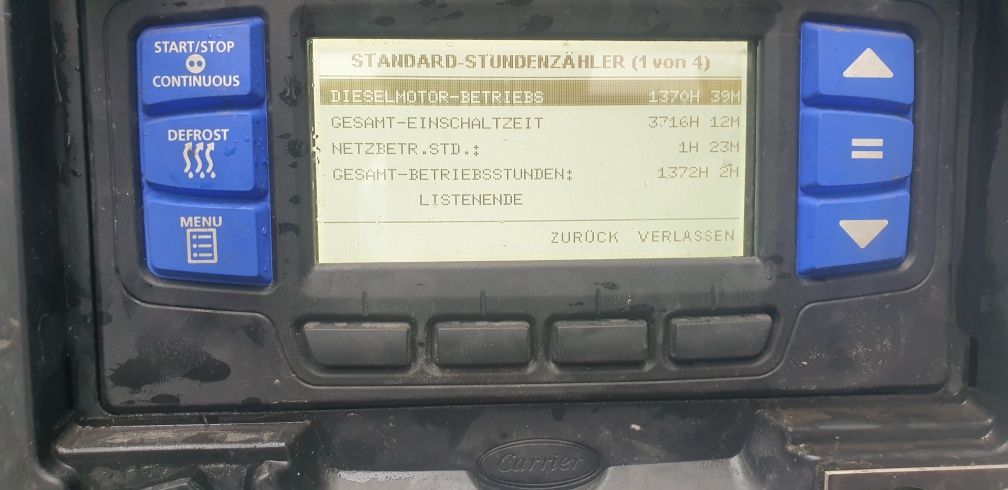 START/STOP
CONTINUOUS
DEFROST
MENU
STANDARD-STUNDENZÄHLER (1 von 4)
DIESELMOTOR-BETRIEBS 1370H 39M
GESAMT-EINSCHALTZEIT 3716H 12M
NETZBETR.STD.: 1H 23M
GESAMT-BETRIEBSSTUNDEN: 1372H 2M
LISTENENDE
ZURÜCK VERLASSEN
Carrier